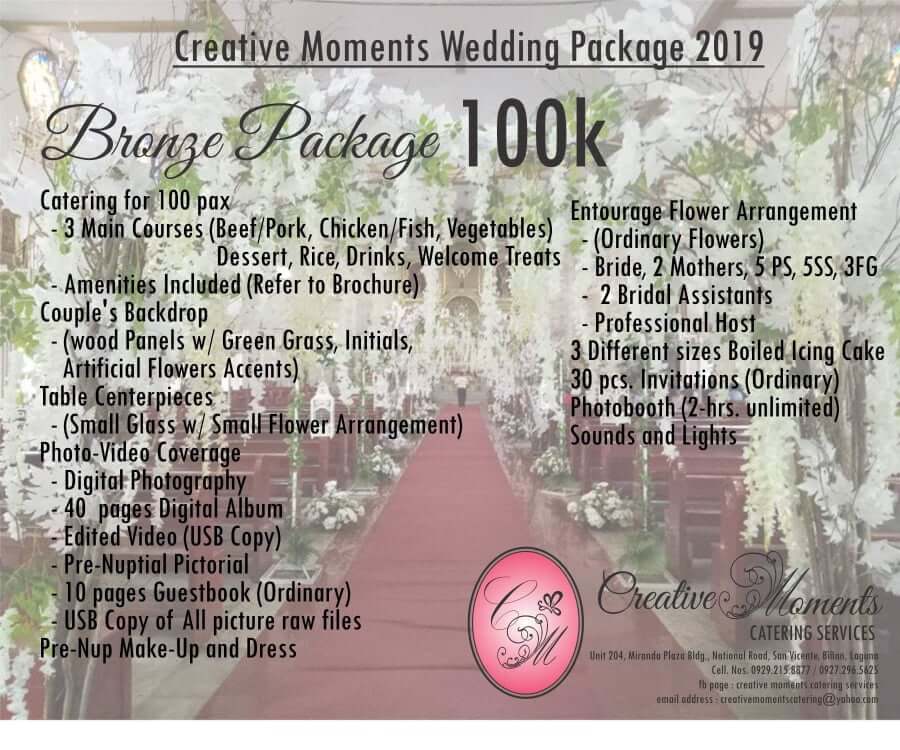 Creative Moments Wedding Package 2019
Bronze Package 100k
Catering for 100 pax
- 3 Main Courses (Beef/Pork, Chicken/Fish, Vegetables)
Dessert, Rice, Drinks, Welcome Treats
- Amenities Included (Refer to Brochure)
Couple's Backdrop
- (wood Panels w/ Green Grass, Initials,
Artificial Flowers Accents)
Table Centerpieces
- (Small Glass w/ Small Flower Arrangement)
Photo-Video Coverage
- Digital Photography
- 40 pages Digital Album
- Edited Video (USB Copy)
- Pre-Nuptial Pictorial
- 10 pages Guestbook (Ordinary)
- USB Copy of All picture raw files
Pre-Nup Make-Up and Dress
Entourage Flower Arrangement
- (Ordinary Flowers)
- Bride, 2 Mothers, 5 PS, 5SS, 3FG
- 2 Bridal Assistants
- Professional Host
3 Different sizes Boiled Icing Cake
30 pcs. Invitations (Ordinary)
Photobooth (2-hrs. unlimited)
Sounds and Lights
C M
Creative Moments
CATERING SERVICES
Unit 204, Miranda Plaza Bldg., National Road, San Vicente, Biñan, Laguna
Cell. Nos. 0929.215.8877 / 0927.296.5625
fb page : creative moments catering services
email address : creativemomentscatering@yahoo.com